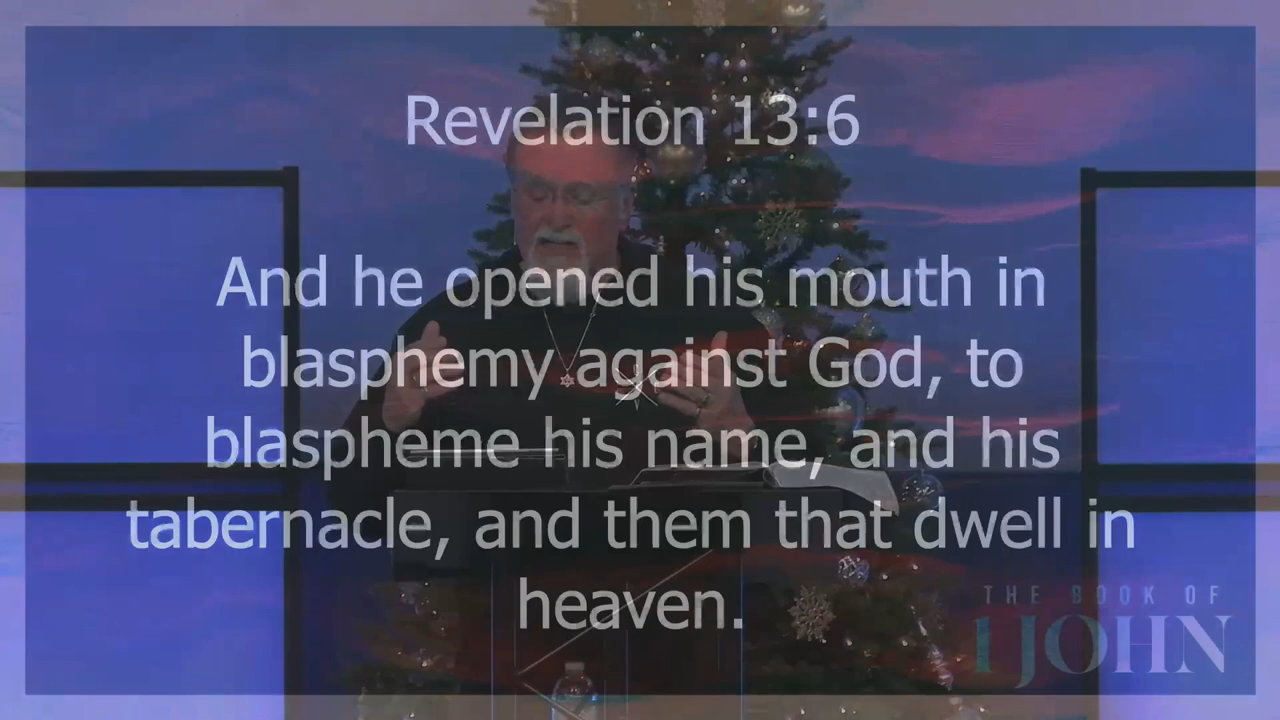 Revelation 13:6
And he opened his mouth in
blasphemy against God, to
blaspheme his name, and his
tabernacle, and them that dwell in
heaven.
THE BOOK OF
1 JOHN